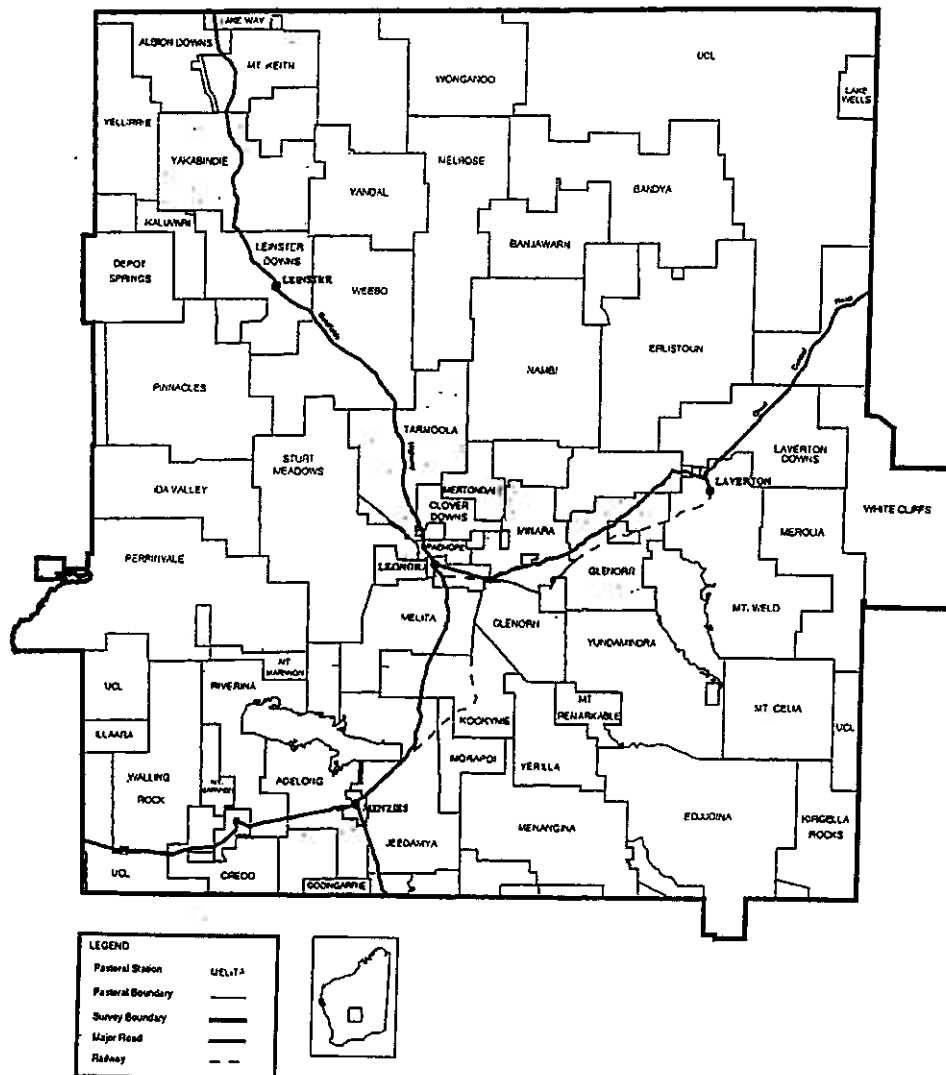 LAKE WAY
ALBION DOWNS
MT. KEITH
WONGANOO
UCL
LAKE WELLS
YELLIRRIE
YAKABINDIE
YANDAL
MELROSE
BANDYA
KALUWIRI
BANJAWARN
LEINSTER DOWNS
DEPOT SPRINGS
LEINSTER
WEEBO
ERLISTOUN
NAMBI
PINNACLES
TARMOOLA
STURT MEADOWS
LAVERTON DOWNS
IDA VALLEY
MERTONDALE
LAVERTON
CLOVER DOWNS
MINARA
WHITE CLIFFS
MEROLIA
PERRINVALE
LEONORA
GLENORN
MT. WELD
MELITA
GLENORN
YUNDAMINDRA
UCL
RIVERINA
MT MARMION
MT. CELIA
UCL
MT REMARKABLE
KOOKYNIE
ILLAARA
MORAPOI
YERILLA
WALLING ROCK
MT. MARMION
ADELONG
MENZIES
MENANGINA
EDJUDINA
KIRGELLA ROCKS
JEEDAMYA
UCL
CREDO
GOONGARRIE
LEGEND
Pastoral Station MELITA
Pastoral Boundary
Survey Boundary
Major Road
Railway